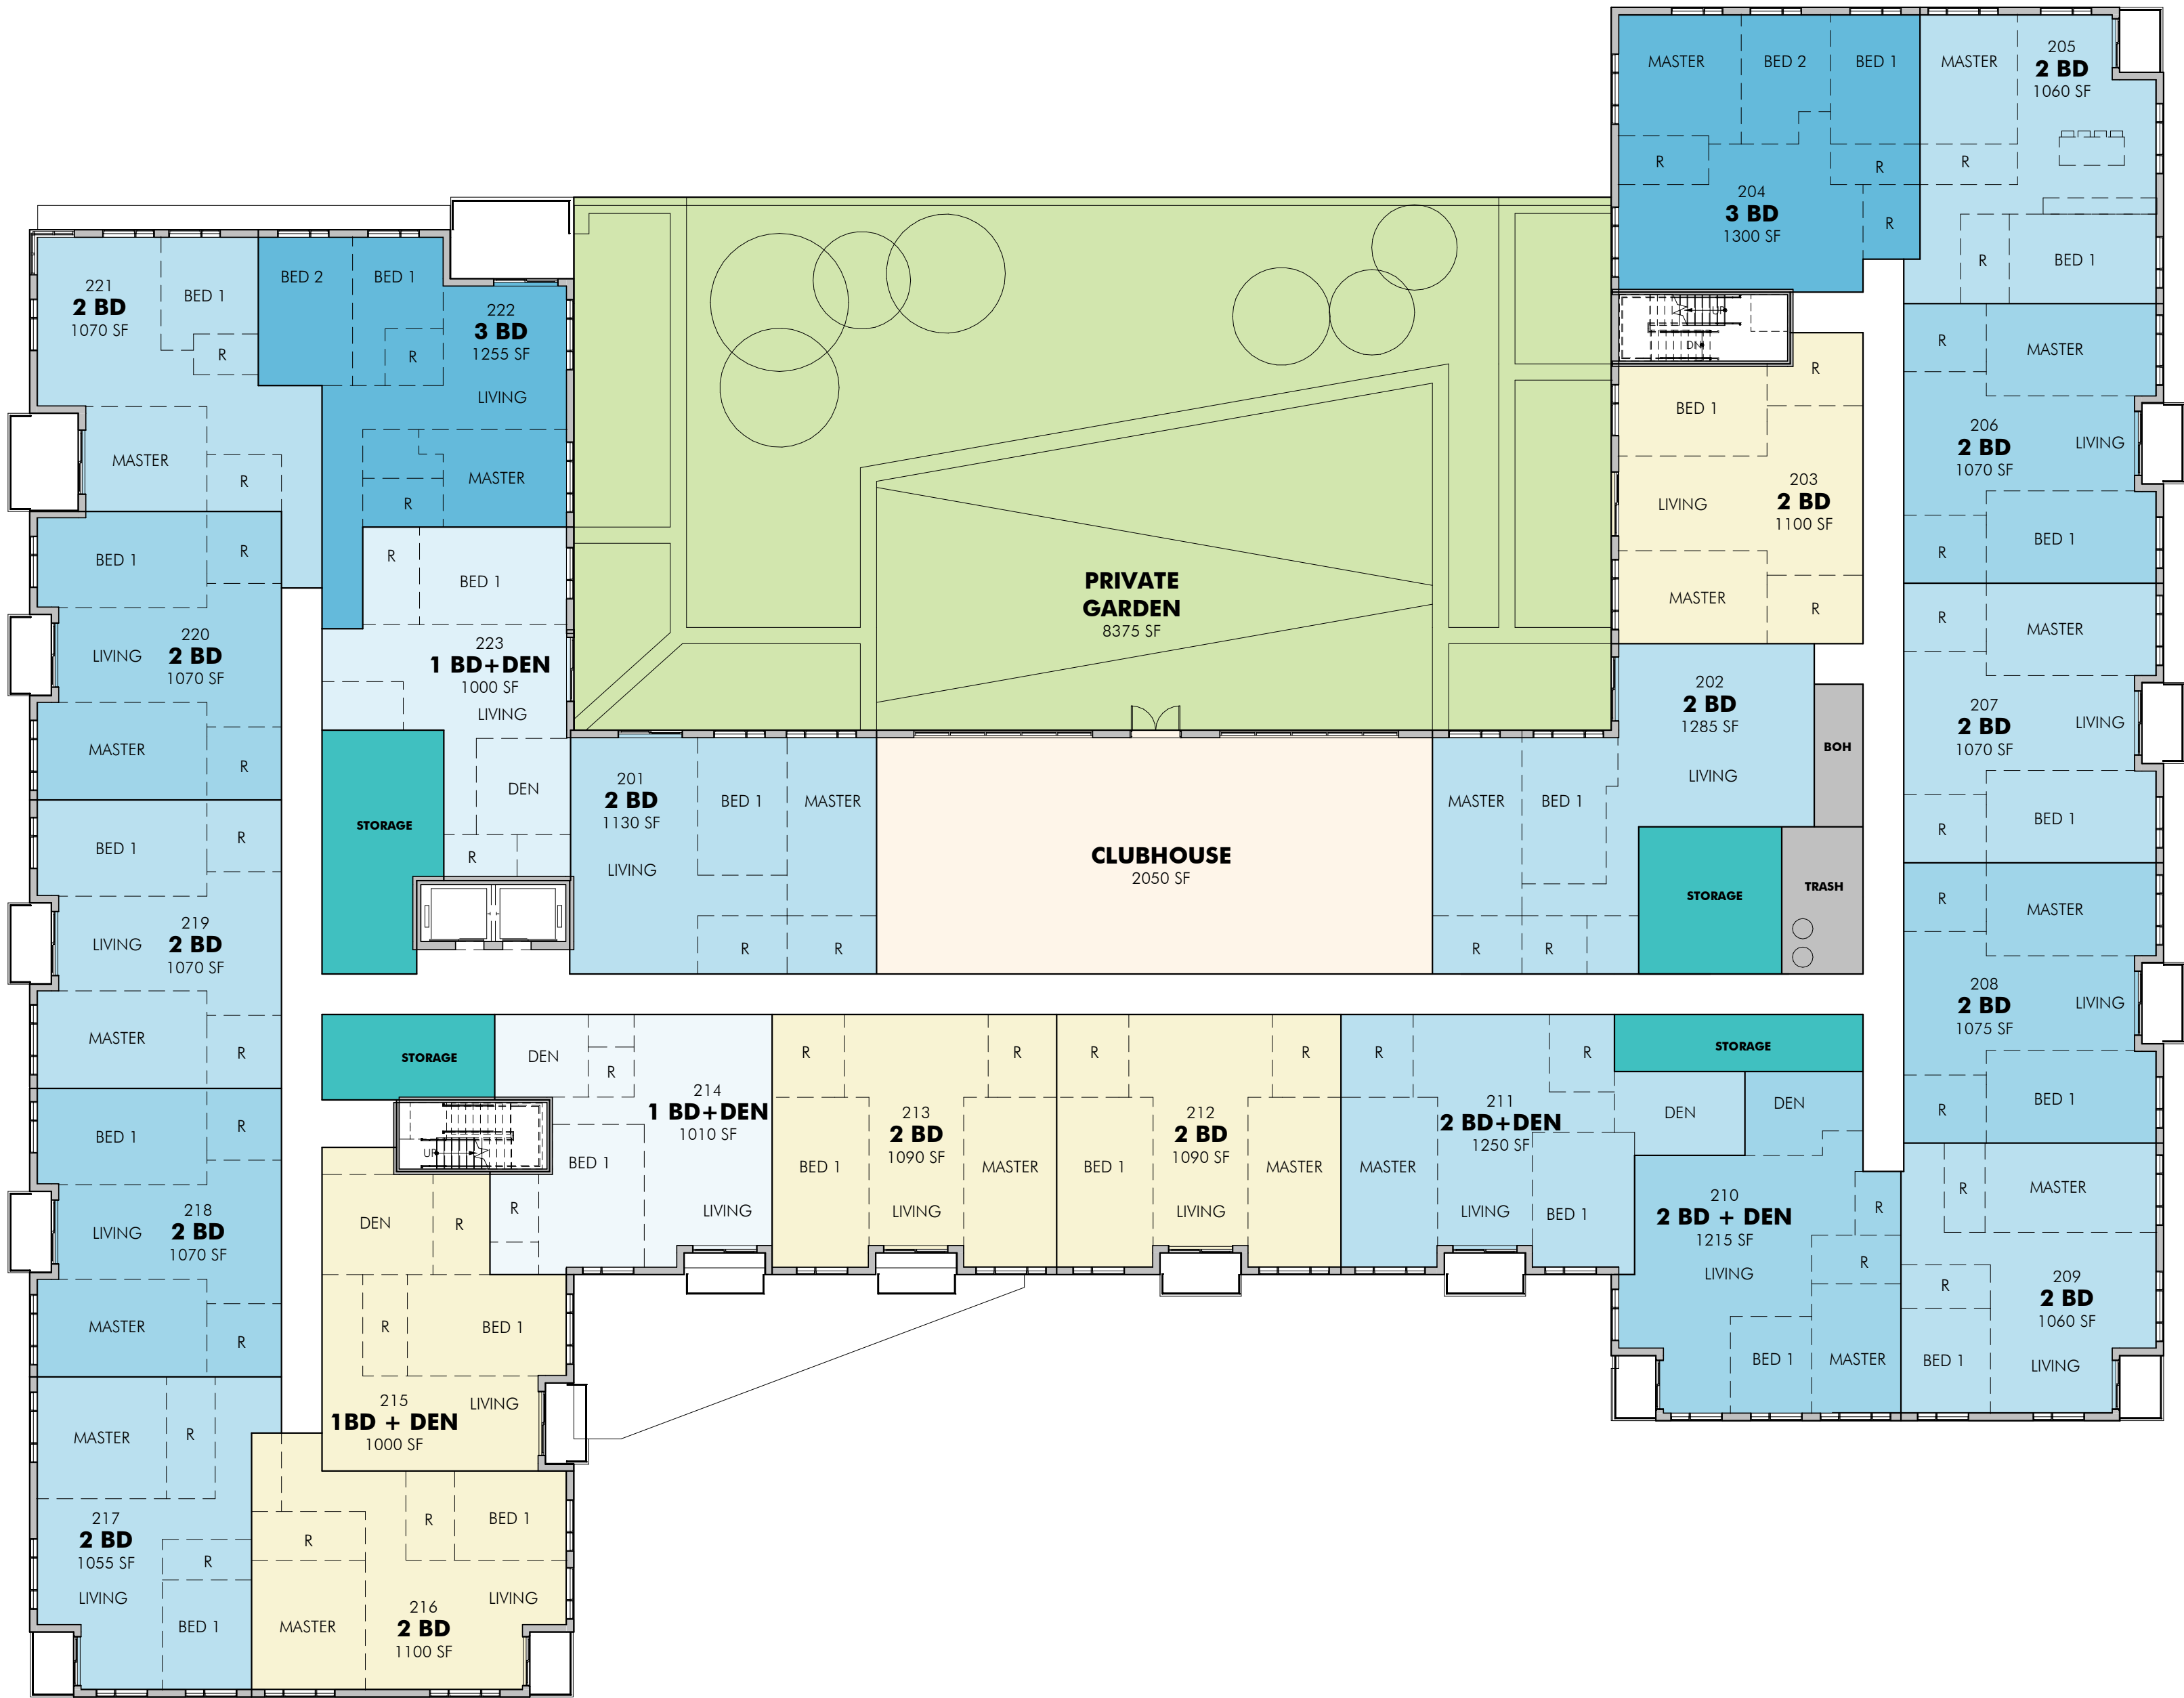 MASTER
BED 2
BED 1
R
R
204
3 BD
1300 SF
R
MASTER
205
2 BD
1060 SF
R
R
BED 1
UP
DN
221
2 BD
1070 SF
BED 1
R
MASTER
R
BED 2
BED 1
222
3 BD
1255 SF
R
LIVING
MASTER
R
PRIVATE
GARDEN
8375 SF
R
BED 1
203
2 BD
1100 SF
LIVING
MASTER
R
R
MASTER
206
2 BD
1070 SF
LIVING
R
BED 1
BED 1
R
220
2 BD
1070 SF
LIVING
MASTER
R
R
BED 1
223
1 BD+DEN
1000 SF
LIVING
DEN
R
STORAGE
201
2 BD
1130 SF
LIVING
BED 1
MASTER
R
R
CLUBHOUSE
2050 SF
202
2 BD
1285 SF
LIVING
MASTER
BED 1
R
R
BOH
STORAGE
TRASH
R
MASTER
207
2 BD
1070 SF
LIVING
R
BED 1
BED 1
R
219
2 BD
1070 SF
LIVING
MASTER
R
R
MASTER
208
2 BD
1075 SF
LIVING
R
BED 1
STORAGE
DEN
R
214
1 BD+DEN
1010 SF
BED 1
R
LIVING
R
R
213
2 BD
1090 SF
BED 1
MASTER
LIVING
R
R
212
2 BD
1090 SF
BED 1
MASTER
LIVING
R
R
211
2 BD+DEN
1250 SF
MASTER
LIVING
BED 1
DEN
STORAGE
DEN
210
2 BD + DEN
1215 SF
LIVING
R
R
BED 1
MASTER
R
MASTER
209
2 BD
1060 SF
R
BED 1
LIVING
BED 1
R
218
2 BD
1070 SF
LIVING
MASTER
R
UP
DEN
R
R
BED 1
215
1BD + DEN
1000 SF
LIVING
MASTER
R
217
2 BD
1055 SF
R
LIVING
BED 1
R
R
BED 1
216
2 BD
1100 SF
MASTER
LIVING